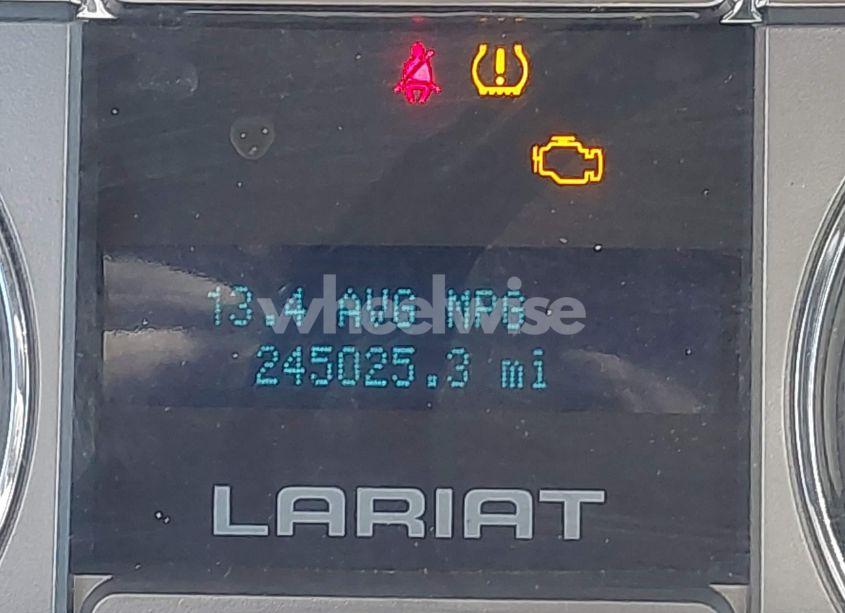 13.4 AVG MPG
wheelwise
245025.3 mi
LARIAT